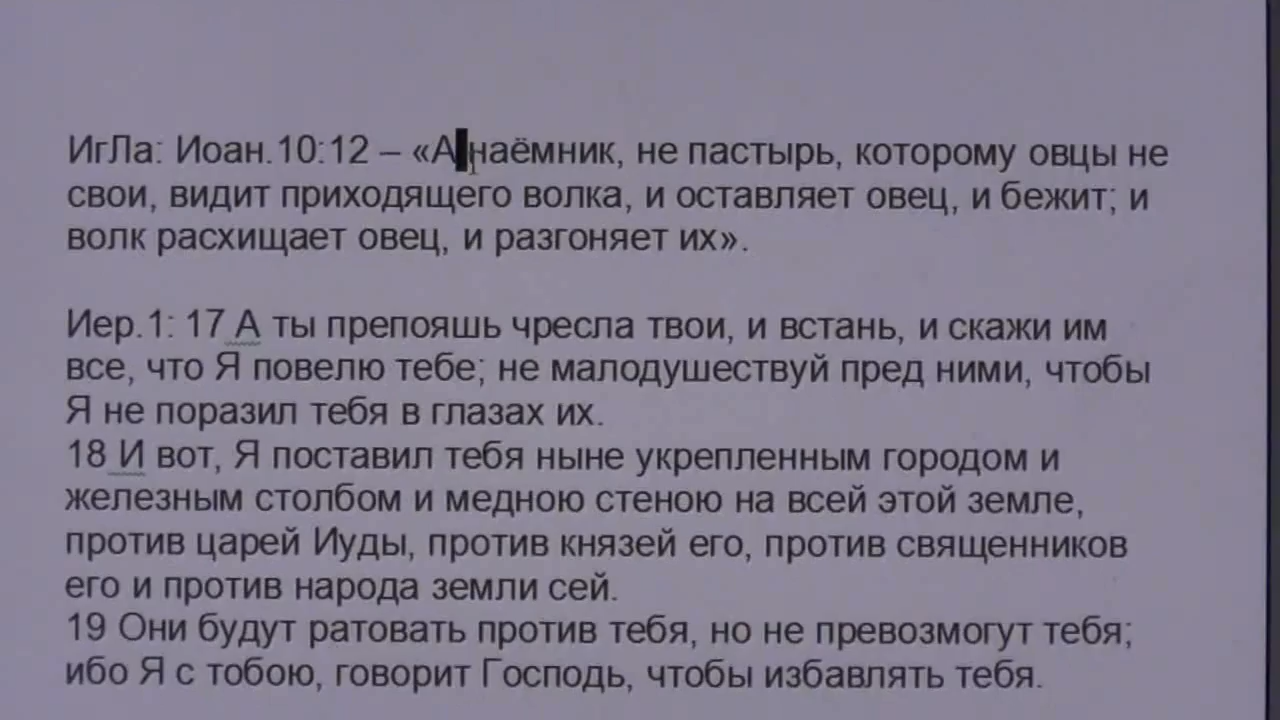 ИгЛа: Иоан.10:12 – «А наёмник, не пастырь, которому овцы не
свои, видит приходящего волка, и оставляет овец, и бежит; и
волк расхищает овец, и разгоняет их».
Иер.1: 17 А ты препояшь чресла твои, и встань, и скажи им
все, что Я повелю тебе; не малодушествуй пред ними, чтобы
Я не поразил тебя в глазах их.
18 И вот, Я поставил тебя ныне укрепленным городом и
железным столбом и медною стеною на всей этой земле,
против царей Иуды, против князей его, против священников
его и против народа земли сей.
19 Они будут ратовать против тебя, но не превозмогут тебя;
ибо Я с тобою, говорит Господь, чтобы избавлять тебя.